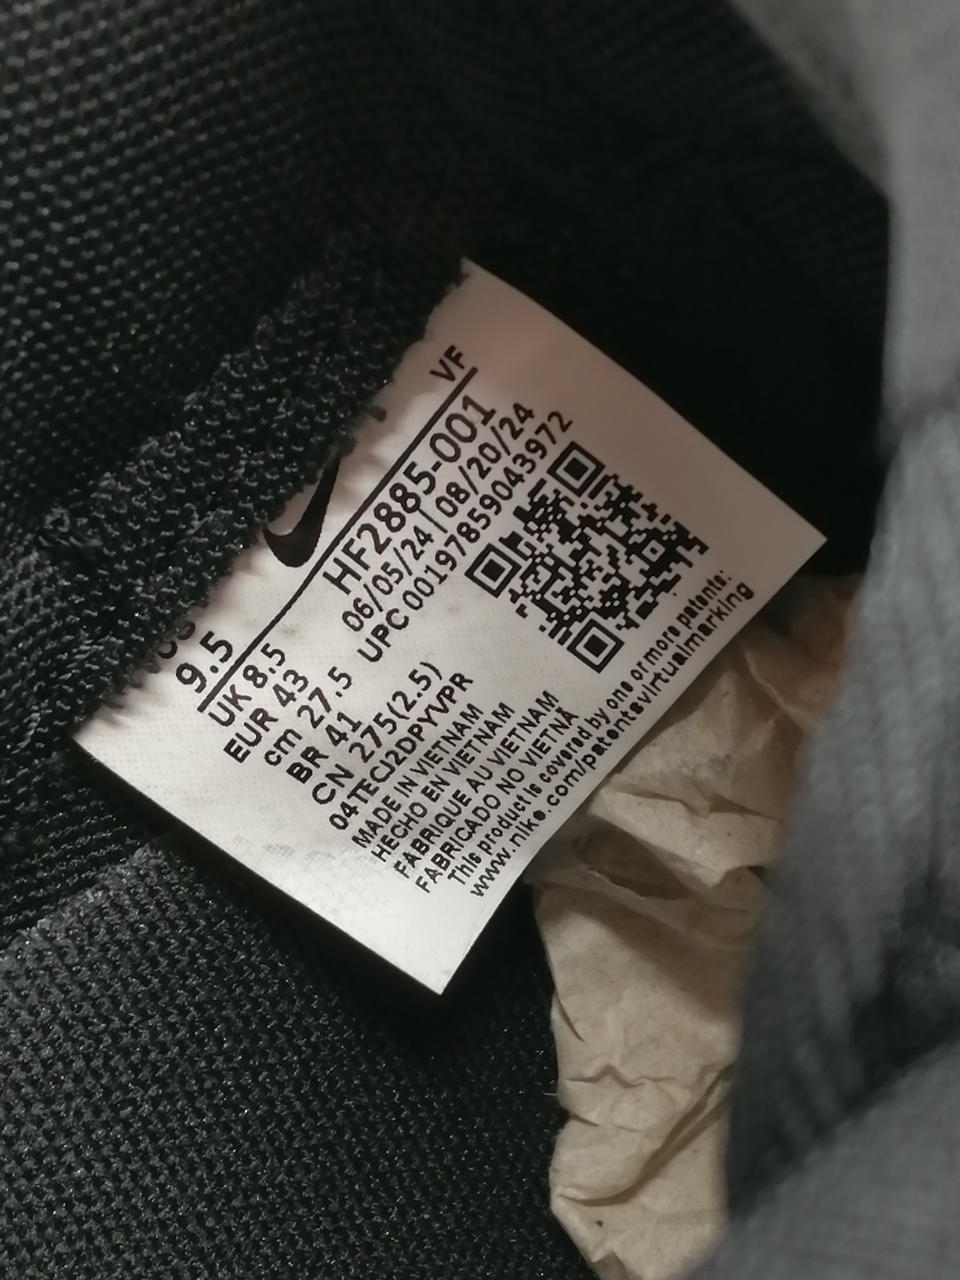 9.5
VF
UK 8.5
EUR 43
cm 27.5
BR 41
CN 275(2.5)
HF2885-001
06/05/24|08/20/24
UPC 00197859043972
04TECJ2DPYVPR
MADE IN VIETNAM
HECHO EN VIETNAM
FABRIQUE AU VIETNAM
FABRICADO NO VIETNÃ
This product is covered by one or more patents:
www.nike.com/patentsvirtualmarking